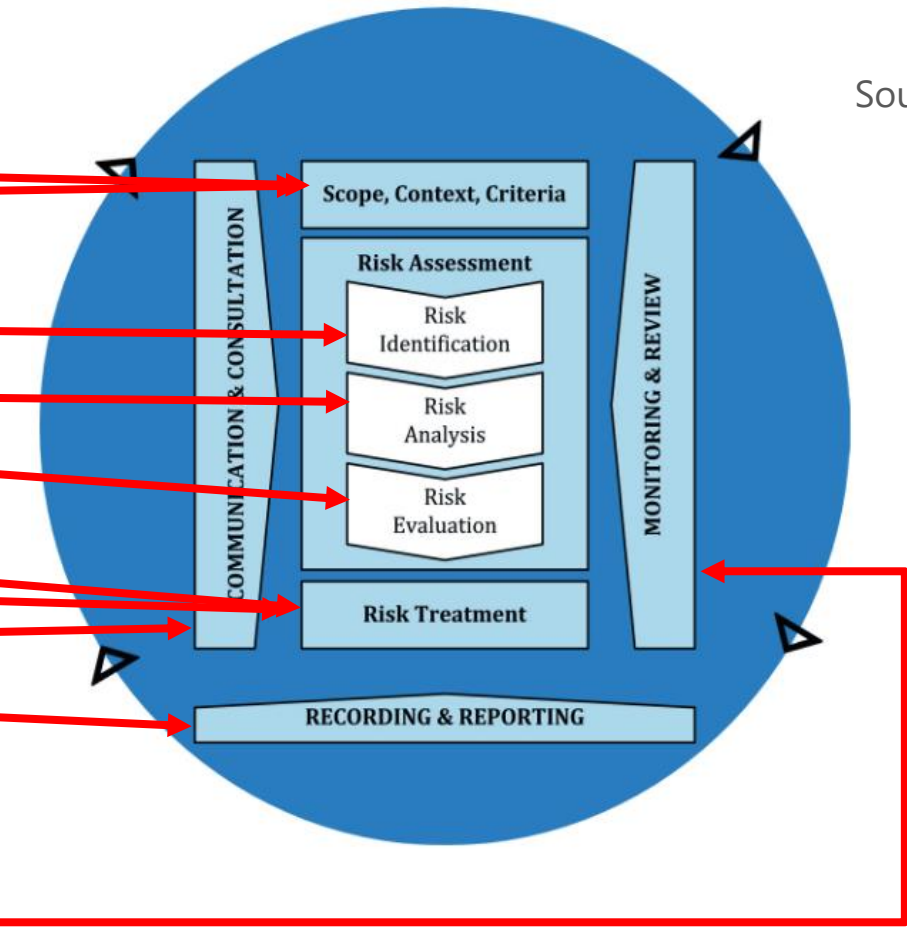 Sou
Scope, Context, Criteria
Risk Assessment
Risk
Identification
Risk
Analysis
Risk
Evaluation
Risk Treatment
COMMUNICATION & CONSULTATION
MONITORING & REVIEW
RECORDING & REPORTING